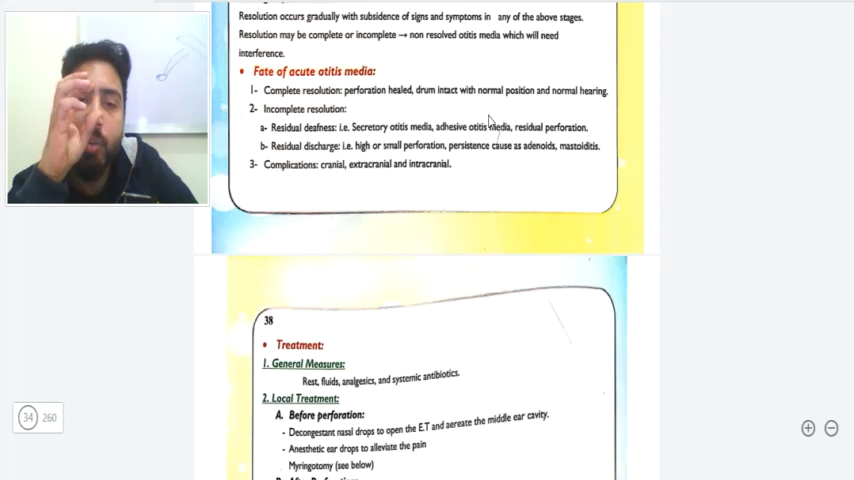 Resolution occurs gradually with subsidence of signs and symptoms in any of the above stages.
Resolution may be complete or incomplete → non resolved otitis media which will need
interference.
• Fate of acute otitis media:
1- Complete resolution: perforation healed, drum intact with normal position and normal hearing.
2- Incomplete resolution:
a- Residual deafness: i.e. Secretory otitis media, adhesive otitis media, residual perforation.
b- Residual discharge: i.e. high or small perforation, persistence cause as adenoids, mastoiditis.
3- Complications: cranial, extracranial and intracranial.
38
• Treatment:
1. General Measures:
Rest, fluids, analgesics, and systemic antibiotics.
2. Local Treatment:
A. Before perforation:
- Decongestant nasal drops to open the E.T and aereate the middle ear cavity.
- Anesthetic ear drops to alleviate the pain
Myringotomy (see below)
34 260